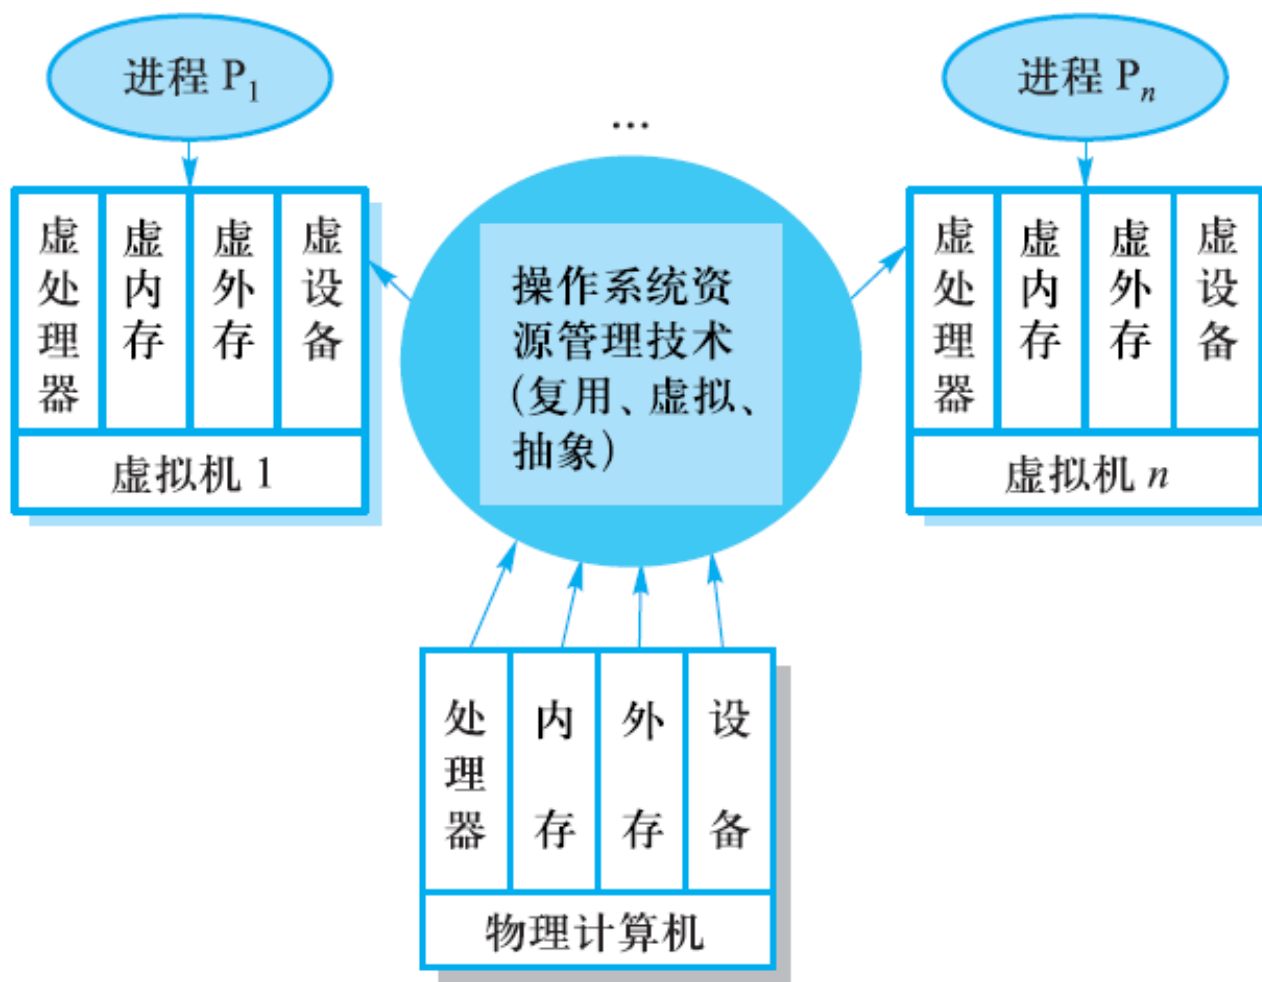 进程 P1
进程 Pn
...
虚处理器
虚内存
虚外存
虚设备
虚拟机 1
操作系统资
源管理技术
(复用、虚拟、
抽象)
虚处理器
虚内存
虚外存
虚设备
虚拟机 n
处理器
内存
外存
设备
物理计算机